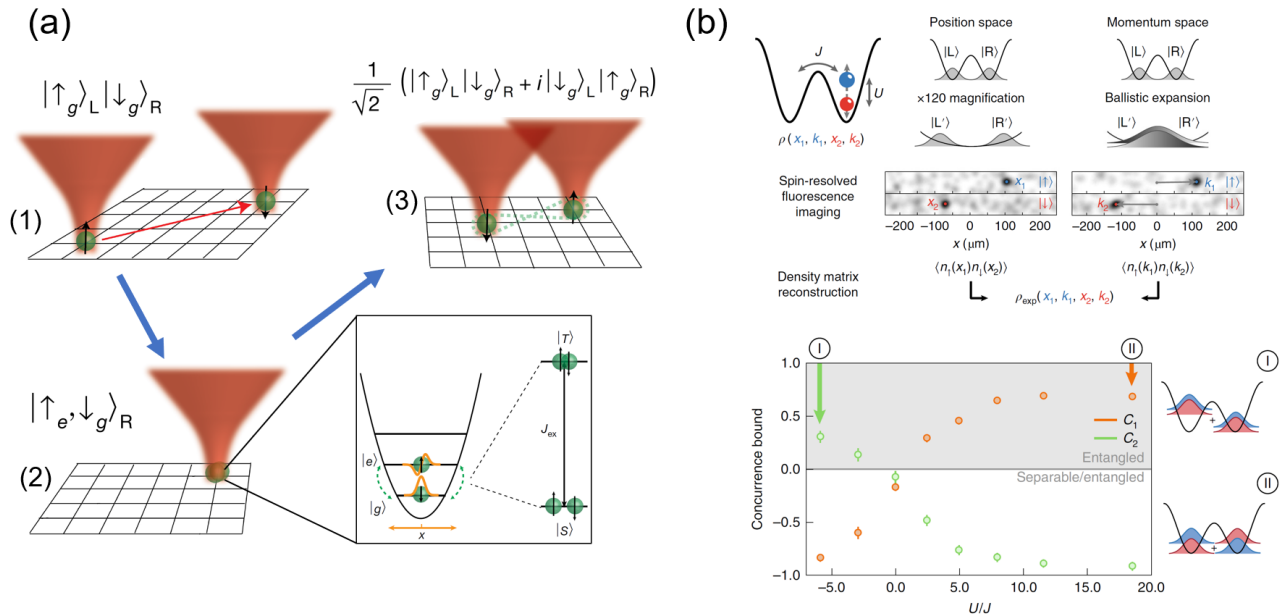 (a)
|↑g⟩L|↓g⟩R
1/√2 (|↑g⟩L|↓g⟩R + i|↓g⟩L|↑g⟩R)
(1)
(3)
|↑e,↓g⟩R
(2)
|e⟩
|g⟩
x
|T⟩
Jex
|S⟩
(b)
J
U
ρ(x1, k1, x2, k2)
Position space
|L⟩ |R⟩
×120 magnification
|L′⟩ |R′⟩
Momentum space
|L⟩ |R⟩
Ballistic expansion
|L′⟩ |R′⟩
Spin-resolved
fluorescence
imaging
x1 |↑⟩
x2 |↓⟩
−200 −100 0 100 200
x (μm)
k1 |↑⟩
k2 |↓⟩
−200 −100 0 100 200
x (μm)
Density matrix
reconstruction
⟨n↑(x1)n↓(x2)⟩
⟨n↑(k1)n↓(k2)⟩
ρexp(x1, k1, x2, k2)
I
II
Concurrence bound
1.0
0.5
0.0
−0.5
−1.0
C1
C2
Entangled
Separable/entangled
−5.0 0.0 5.0 10.0 15.0 20.0
U/J
I
+
II
+